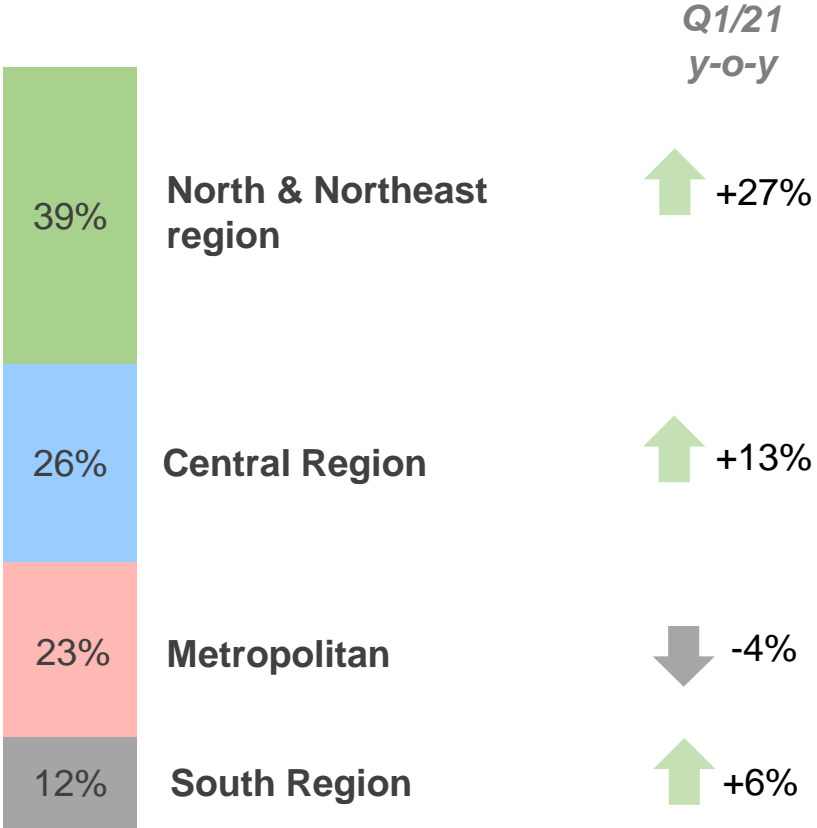 Q1/21
y-o-y
39%
North & Northeast
region
+27%
26%
Central Region
+13%
23%
Metropolitan
-4%
12%
South Region
+6%